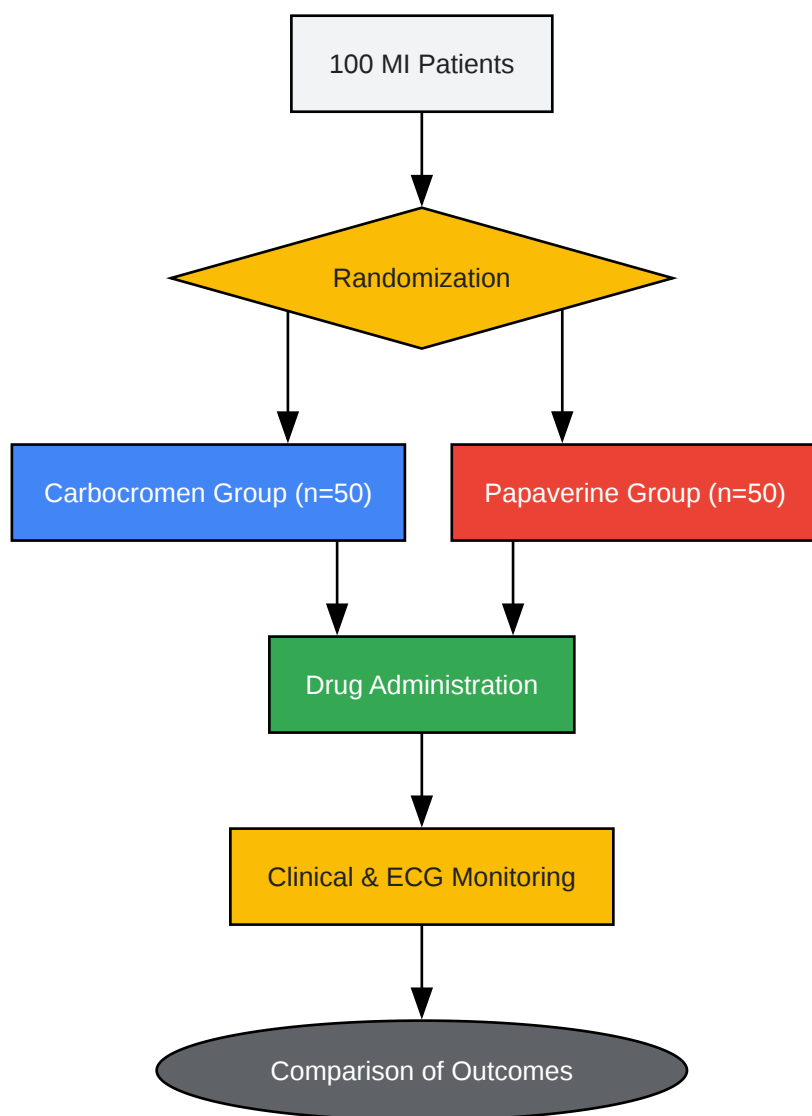 100 MI Patients
Randomization
Carbocromen Group (n=50)
Papaverine Group (n=50)
Drug Administration
Clinical & ECG Monitoring
Comparison of Outcomes